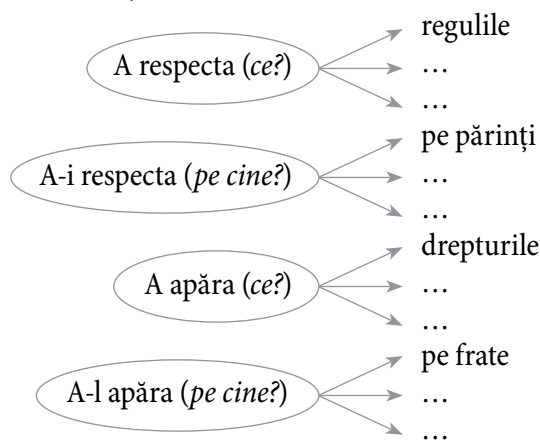 regulile
A respecta (ce?)
…
…
pe părinți
A-i respecta (pe cine?)
…
…
drepturile
A apăra (ce?)
…
…
pe frate
A-l apăra (pe cine?)
…
…